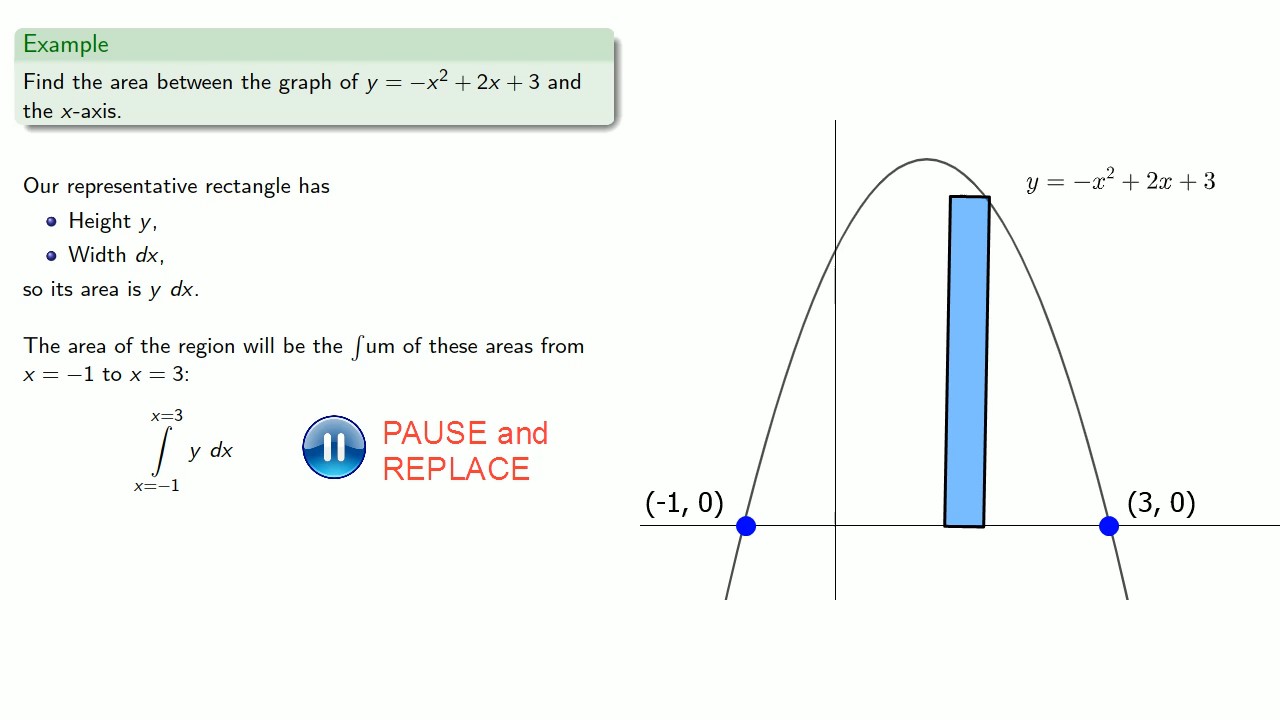 Example
Find the area between the graph of y = −x² + 2x + 3 and
the x-axis.
Our representative rectangle has
Height y,
Width dx,
so its area is y dx.
The area of the region will be the ∫um of these areas from
x = −1 to x = 3:
x=3
∫ y dx
x=−1
PAUSE and
REPLACE
y = −x² + 2x + 3
(-1, 0)
(3, 0)